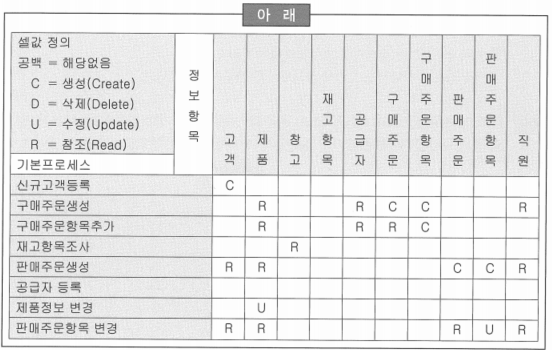 아 래
셀값 정의
공백 = 해당없음
C = 생성(Create)
D = 삭제(Delete)
U = 수정(Update)
R = 참조(Read)
기본프로세스
정보항목
고객
제품
창고
재고항목
공급자
구매주문
구매주문항목
판매주문
판매주문항목
직원
신규고객등록 C
구매주문생성 R R C C R
구매주문항목추가 R R R C
재고항목조사 R
판매주문생성 R R C C R
공급자 등록
제품정보 변경 U
판매주문항목 변경 R R R U R